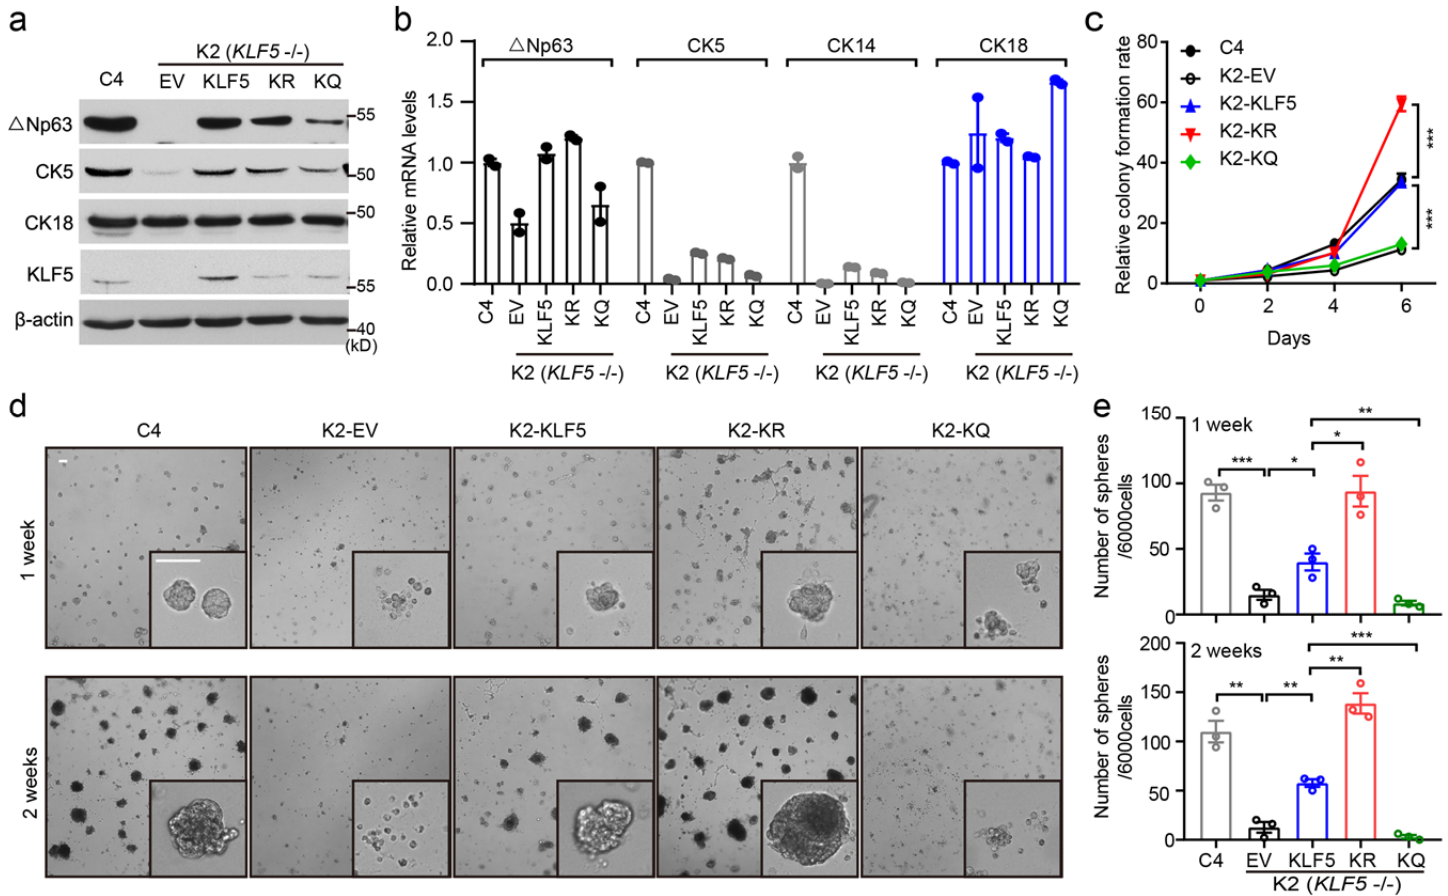 a
K2 (KLF5 -/-)
C4 EV KLF5 KR KQ
△Np63
CK5
CK18
KLF5
β-actin
55
50
50
55
40
(kD)
b
Relative mRNA levels
2.0
1.5
1.0
0.5
0.0
△Np63 CK5 CK14 CK18
C4 EV KLF5 KR KQ C4 EV KLF5 KR KQ C4 EV KLF5 KR KQ C4 EV KLF5 KR KQ
K2 (KLF5 -/-) K2 (KLF5 -/-) K2 (KLF5 -/-) K2 (KLF5 -/-)
c
Relative colony formation rate
80
60
40
20
0
C4
K2-EV
K2-KLF5
K2-KR
K2-KQ
***
***
0 2 4 6
Days
d
C4 K2-EV K2-KLF5 K2-KR K2-KQ
1 week
2 weeks
e
Number of spheres
/6000cells
150
100
50
0
1 week
**
*
*** *
Number of spheres
/6000cells
200
150
100
50
0
2 weeks
***
**
** **
C4 EV KLF5 KR KQ
K2 (KLF5 -/-)